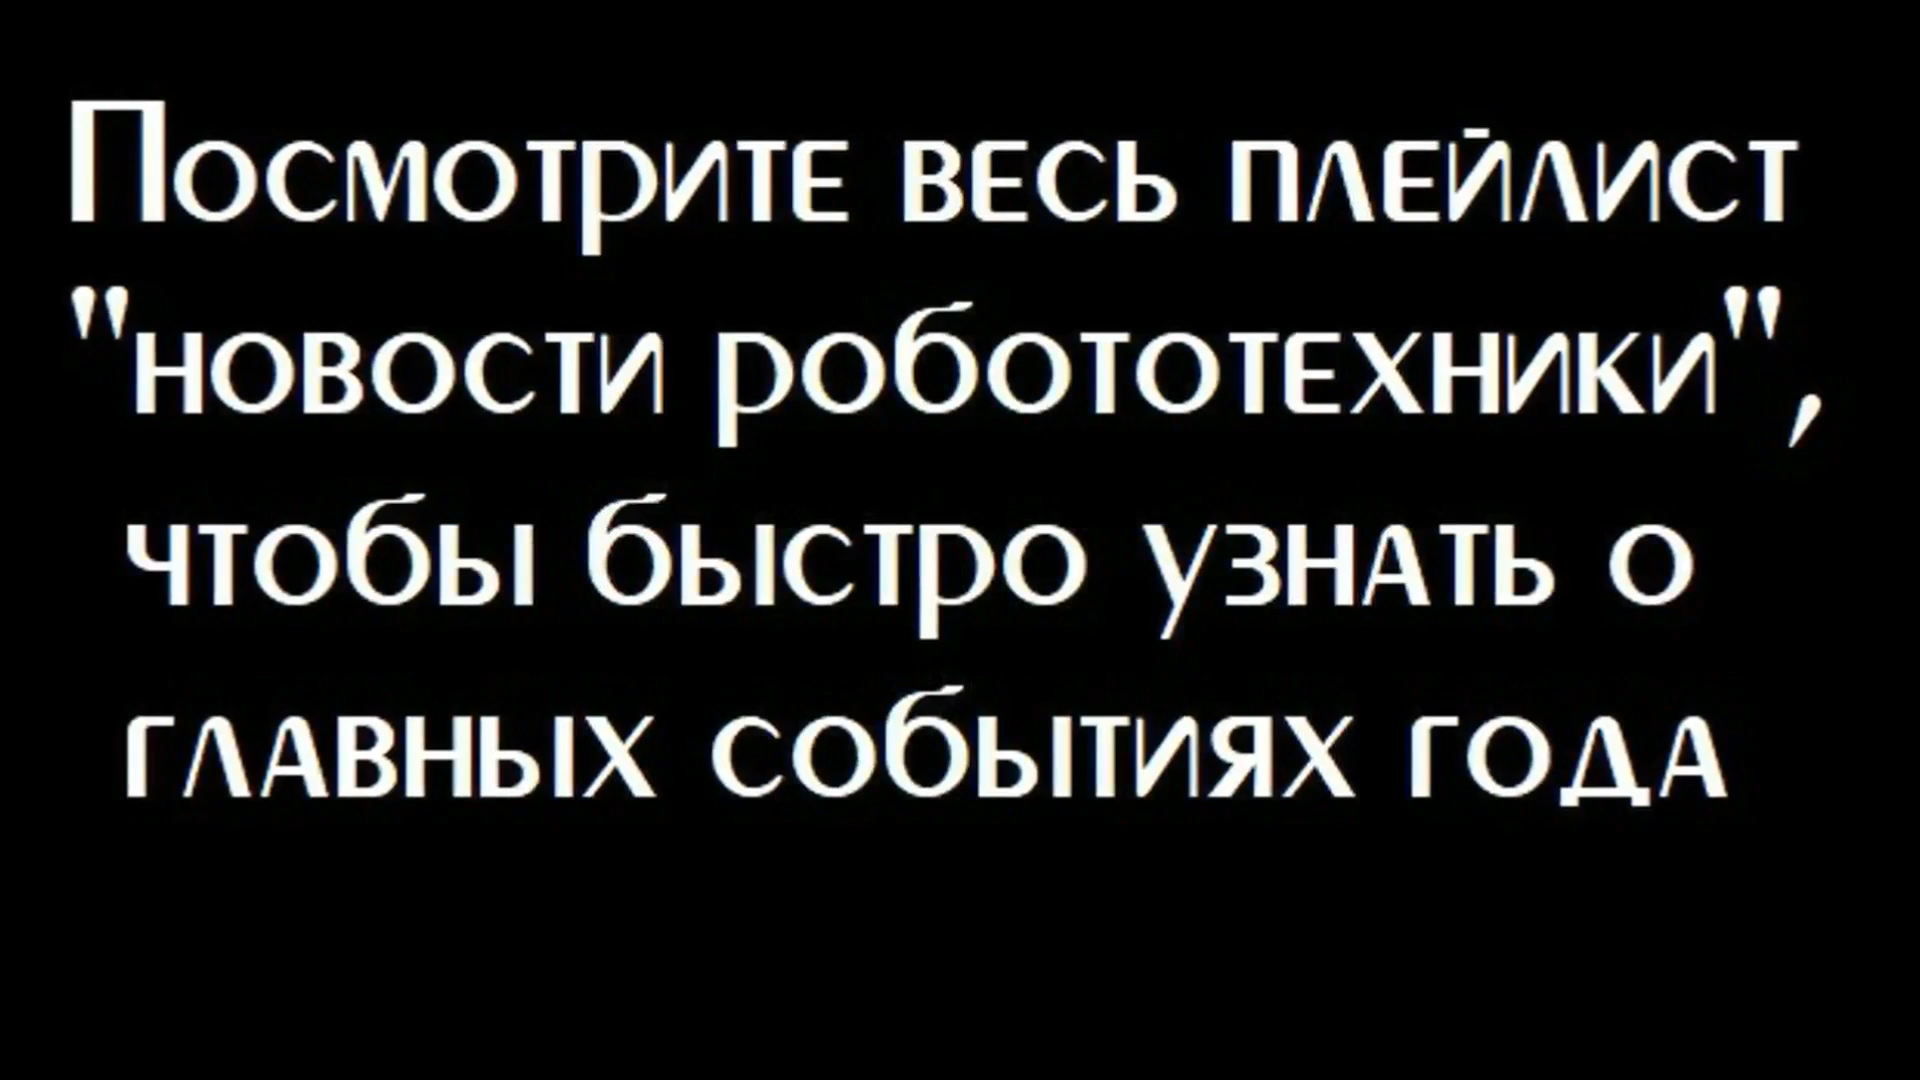 Посмотрите весь плейлист
"новости робототехники",
чтобы быстро узнать о
главных событиях года